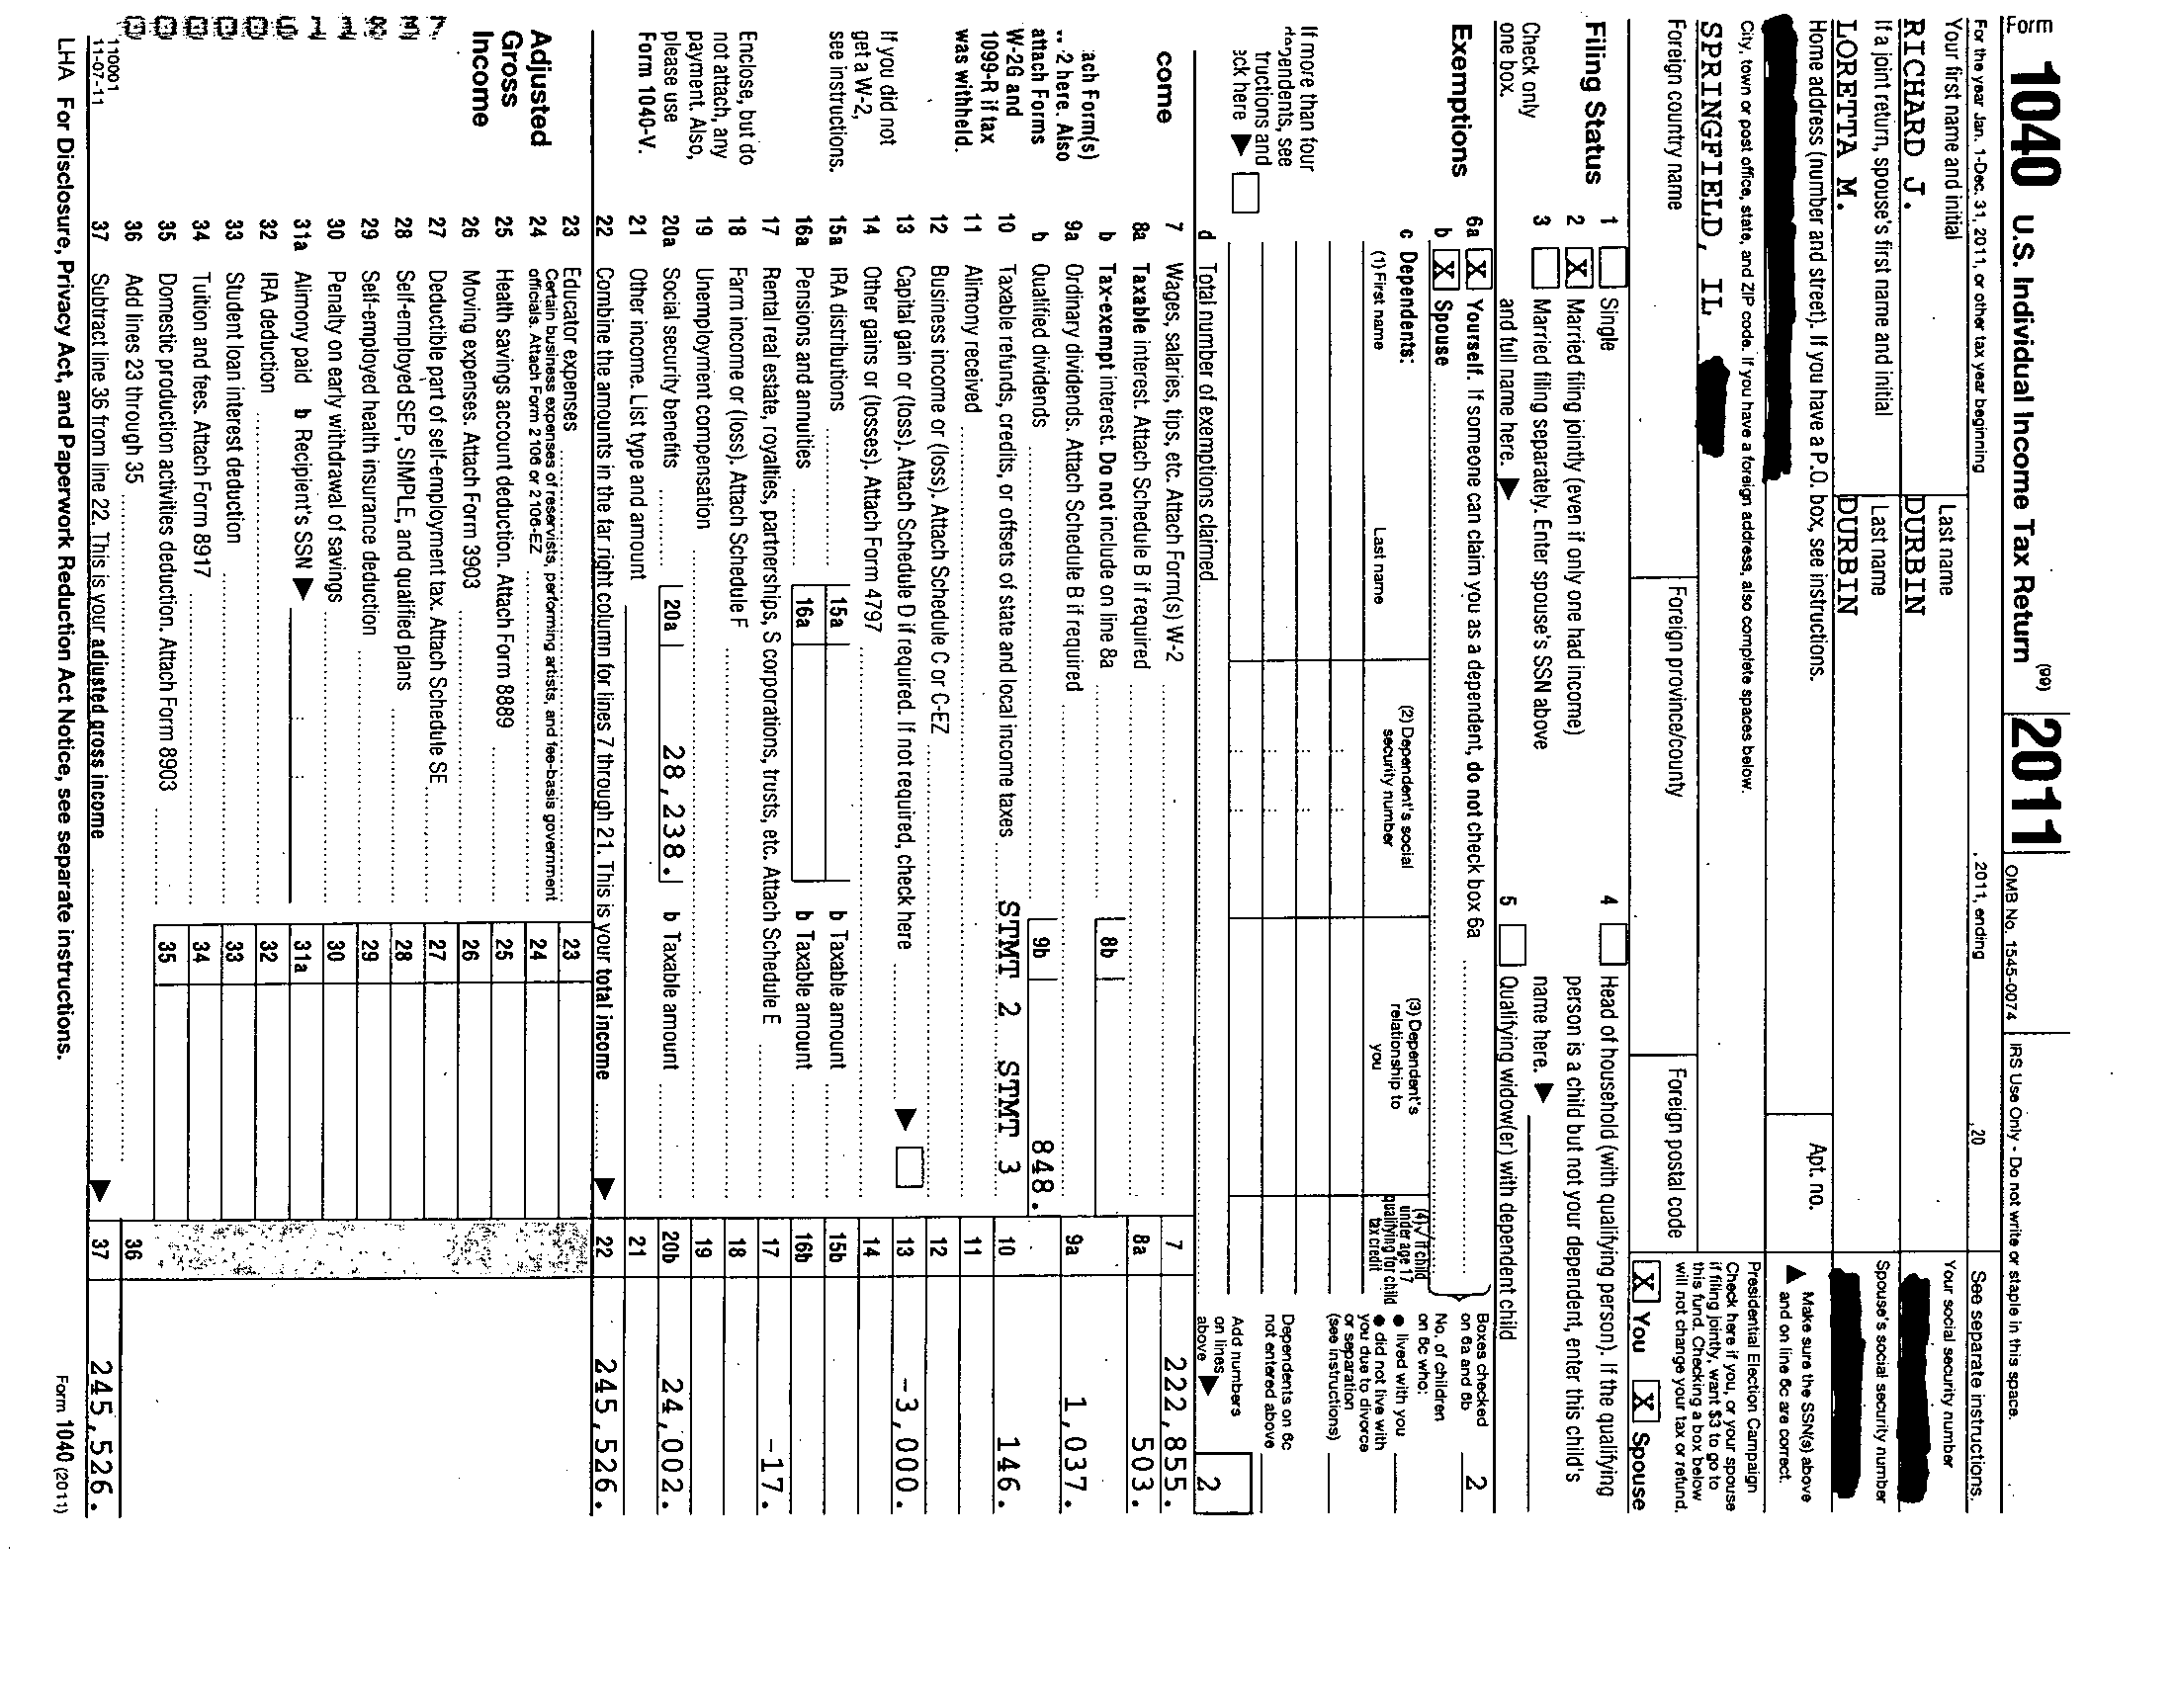 Form 1040 U.S. Individual Income Tax Return (99) 2011 OMB No. 1545-0074 IRS Use Only - Do not write or staple in this space.
For the year Jan. 1-Dec. 31, 2011, or other tax year beginning , 2011, ending , 20 See separate instructions.
Your first name and initial Last name Your social security number
RICHARD J. DURBIN
If a joint return, spouse's first name and initial Last name Spouse's social security number
LORETTA M. DURBIN
Home address (number and street). If you have a P.O. box, see instructions. Apt. no. ▲ Make sure the SSN(s) above
and on line 6c are correct.
City, town or post office, state, and ZIP code. If you have a foreign address, also complete spaces below. Presidential Election Campaign
SPRINGFIELD, IL Check here if you, or your spouse
if filing jointly, want $3 to go to
Foreign country name Foreign province/county Foreign postal code this fund. Checking a box below
will not change your tax or refund.
X You X Spouse
Filing Status 1 Single 4 Head of household (with qualifying person). If the qualifying
2 X Married filing jointly (even if only one had income) person is a child but not your dependent, enter this child's
Check only 3 Married filing separately. Enter spouse's SSN above name here. ▶
one box. and full name here. ▶ 5 Qualifying widow(er) with dependent child
Exemptions 6a X Yourself. If someone can claim you as a dependent, do not check box 6a Boxes checked on 6a and 6b 2
b X Spouse No. of children
c Dependents: (2) Dependent's social security number (3) Dependent's relationship to you (4) √ if child under age 17 qualifying for child tax credit on 6c who:
(1) First name Last name ● lived with you
● did not live with you due to divorce or separation (see instructions)
If more than four
dependents, see
tructions and Dependents on 6c not entered above
eck here ▶
d Total number of exemptions claimed Add numbers on lines above ▶ 2
come 7 Wages, salaries, tips, etc. Attach Form(s) W-2 7 222,855.
8a Taxable interest. Attach Schedule B if required 8a 503.
b Tax-exempt interest. Do not include on line 8a 8b
ach Form(s) 9a Ordinary dividends. Attach Schedule B if required 9a 1,037.
-2 here. Also b Qualified dividends 9b 848.
attach Forms
W-2G and 10 Taxable refunds, credits, or offsets of state and local income taxes STMT 2 STMT 3 10 146.
1099-R if tax 11 Alimony received 11
was withheld. 12 Business income or (loss). Attach Schedule C or C-EZ 12
13 Capital gain or (loss). Attach Schedule D if required. If not required, check here ▶ 13 -3,000.
If you did not 14 Other gains or (losses). Attach Form 4797 14
get a W-2, 15a IRA distributions 15a b Taxable amount 15b
see instructions. 16a Pensions and annuities 16a b Taxable amount 16b
17 Rental real estate, royalties, partnerships, S corporations, trusts, etc. Attach Schedule E 17 -17.
Enclose, but do 18 Farm income or (loss). Attach Schedule F 18
not attach, any 19 Unemployment compensation 19
payment. Also, 20a Social security benefits 20a 28,238. b Taxable amount 20b 24,002.
please use 21 Other income. List type and amount 21
Form 1040-V. 22 Combine the amounts in the far right column for lines 7 through 21. This is your total income ▶ 22 245,526.
23 Educator expenses 23
Adjusted 24 Certain business expenses of reservists, performing artists, and fee-basis government
Gross officials. Attach Form 2106 or 2106-EZ 24
Income 25 Health savings account deduction. Attach Form 8889 25
26 Moving expenses. Attach Form 3903 26
27 Deductible part of self-employment tax. Attach Schedule SE 27
28 Self-employed SEP, SIMPLE, and qualified plans 28
29 Self-employed health insurance deduction 29
30 Penalty on early withdrawal of savings 30
31a Alimony paid b Recipient's SSN ▶ 31a
32 IRA deduction 32
33 Student loan interest deduction 33
34 Tuition and fees. Attach Form 8917 34
35 Domestic production activities deduction. Attach Form 8903 35
36 Add lines 23 through 35 36
37 Subtract line 36 from line 22. This is your adjusted gross income ▶ 37 245,526.
110001
11-07-11
LHA For Disclosure, Privacy Act, and Paperwork Reduction Act Notice, see separate instructions. Form 1040 (2011)